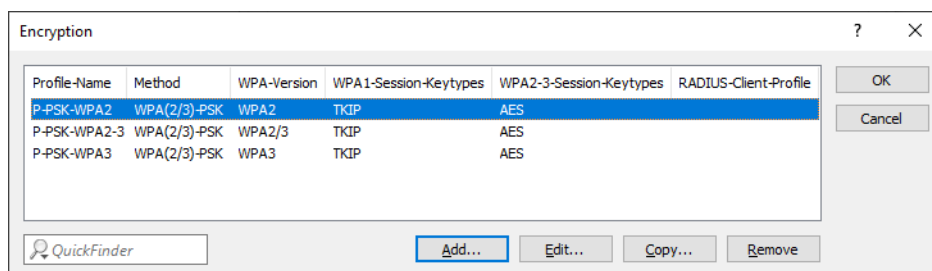 Encryption ? ×
Profile-Name Method WPA-Version WPA1-Session-Keytypes WPA2-3-Session-Keytypes RADIUS-Client-Profile OK
P-PSK-WPA2 WPA(2/3)-PSK WPA2 TKIP AES
Cancel
P-PSK-WPA2-3 WPA(2/3)-PSK WPA2/3 TKIP AES
P-PSK-WPA3 WPA(2/3)-PSK WPA3 TKIP AES
QuickFinder Add... Edit... Copy... Remove